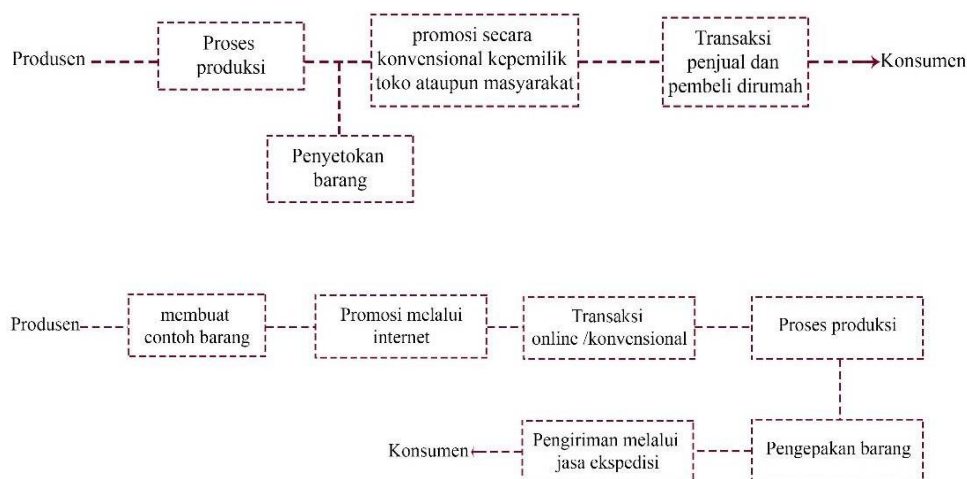 Produsen
Proses
produksi
promosi secara
konvensional kepemilik
toko ataupun masyarakat
Transaksi
penjual dan
pembeli dirumah
Konsumen
Penyetokan
barang
Produsen
membuat
contoh barang
Promosi melalui
internet
Transaksi
online /konvensional
Proses produksi
Konsumen
Pengiriman melalui
jasa ekspedisi
Pengepakan barang